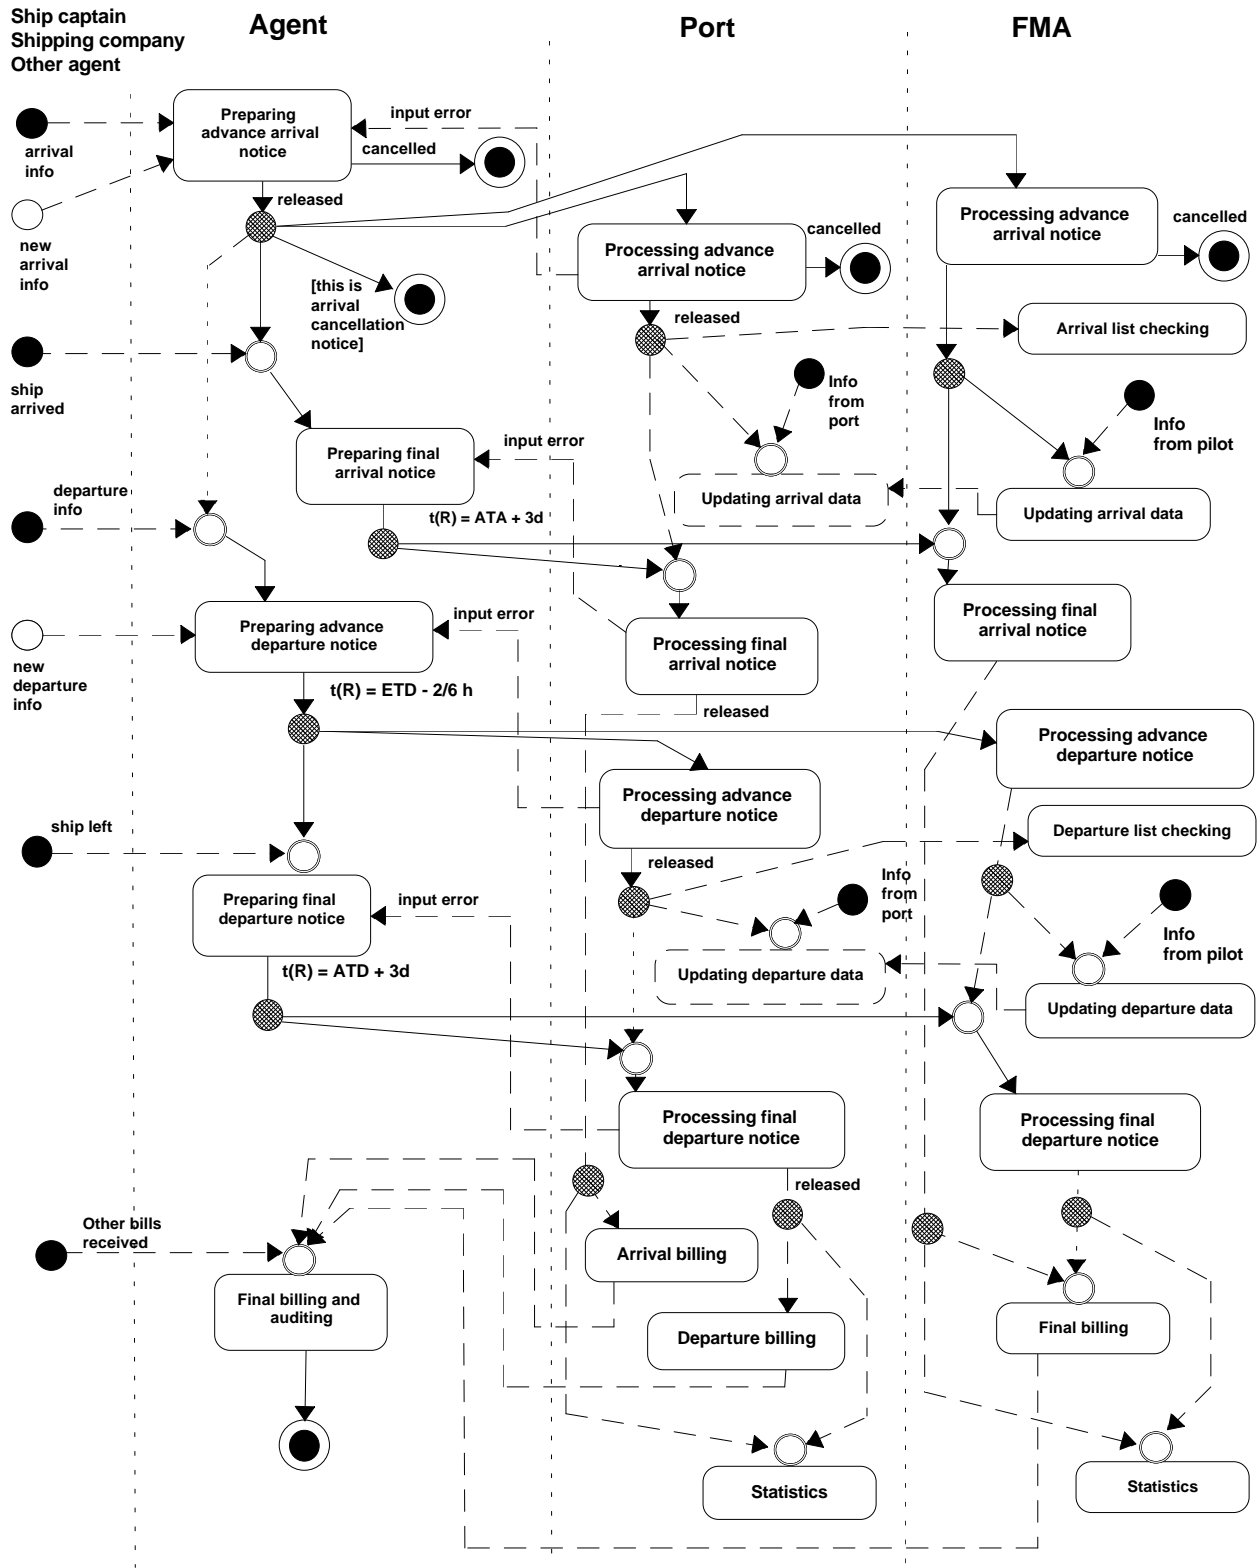 Ship captain
Shipping company
Other agent
Agent
Port
FMA
arrival
info
Preparing
advance arrival
notice
input error
cancelled
released
new
arrival
info
Processing advance
arrival notice
cancelled
released
Processing advance
arrival notice
cancelled
[this is
arrival
cancellation
notice]
Arrival list checking
ship
arrived
Info
from
port
Info
from pilot
Preparing final
arrival notice
input error
Updating arrival data
Updating arrival data
departure
info
t(R) = ATA + 3d
Preparing advance
departure notice
input error
Processing final
arrival notice
released
Processing final
arrival notice
new
departure
info
t(R) = ETD - 2/6 h
Processing advance
departure notice
Processing advance
departure notice
released
Departure list checking
ship left
Preparing final
departure notice
input error
Info
from
port
Info
from pilot
t(R) = ATD + 3d
Updating departure data
Updating departure data
Processing final
departure notice
released
Processing final
departure notice
Other bills
received
Arrival billing
Final billing and
auditing
Departure billing
Final billing
Statistics
Statistics